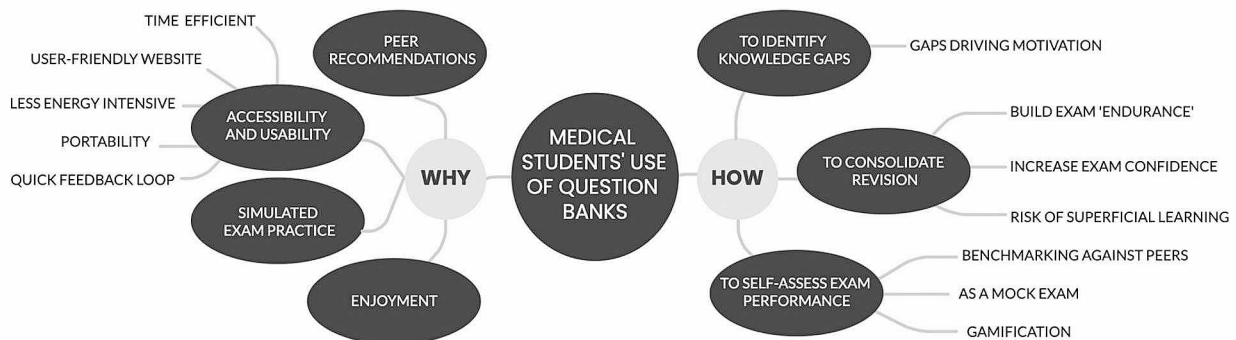 TIME EFFICIENT
USER-FRIENDLY WEBSITE
LESS ENERGY INTENSIVE
PORTABILITY
QUICK FEEDBACK LOOP
ACCESSIBILITY
AND USABILITY
PEER
RECOMMENDATIONS
SIMULATED
EXAM PRACTICE
ENJOYMENT
WHY
MEDICAL
STUDENTS' USE
OF QUESTION
BANKS
HOW
TO IDENTIFY
KNOWLEDGE GAPS
GAPS DRIVING MOTIVATION
TO CONSOLIDATE
REVISION
BUILD EXAM 'ENDURANCE'
INCREASE EXAM CONFIDENCE
RISK OF SUPERFICIAL LEARNING
TO SELF-ASSESS EXAM
PERFORMANCE
BENCHMARKING AGAINST PEERS
AS A MOCK EXAM
GAMIFICATION